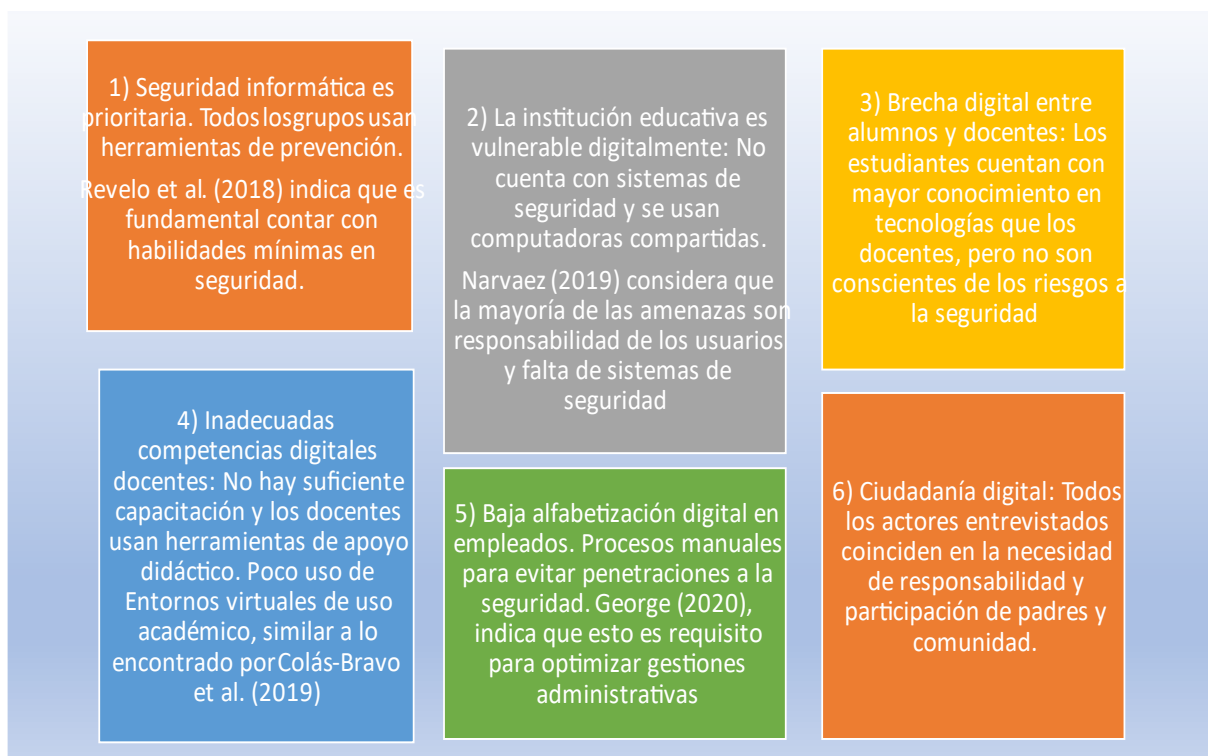 1) Seguridad informática es
prioritaria. Todos losgrupos usan
herramientas de prevención.
Revelo et al. (2018) indica que es
fundamental contar con
habilidades mínimas en
seguridad.
2) La institución educativa es
vulnerable digitalmente: No
cuenta con sistemas de
seguridad y se usan
computadoras compartidas.
Narvaez (2019) considera que
la mayoría de las amenazas son
responsabilidad de los usuarios
y falta de sistemas de
seguridad
3) Brecha digital entre
alumnos y docentes: Los
estudiantes cuentan con
mayor conocimiento en
tecnologías que los
docentes, pero no son
conscientes de los riesgos a
la seguridad
4) Inadecuadas
competencias digitales
docentes: No hay suficiente
capacitación y los docentes
usan herramientas de apoyo
didáctico. Poco uso de
Entornos virtuales de uso
académico, similar a lo
encontrado por Colás-Bravo
et al. (2019)
5) Baja alfabetización digital en
empleados. Procesos manuales
para evitar penetraciones a la
seguridad. George (2020),
indica que esto es requisito
para optimizar gestiones
administrativas
6) Ciudadanía digital: Todos
los actores entrevistados
coinciden en la necesidad
de responsabilidad y
participación de padres y
comunidad.